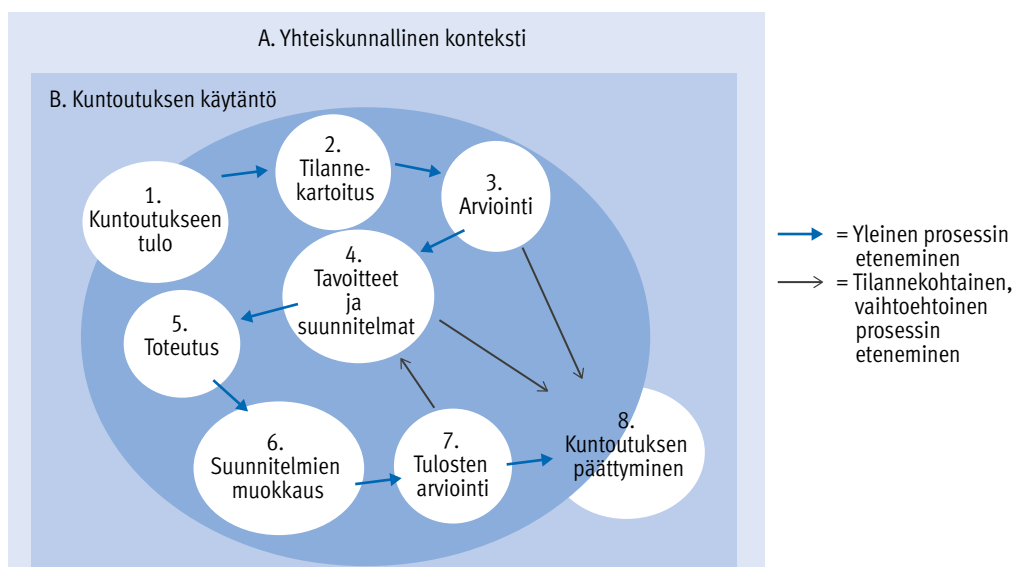 A. Yhteiskunnallinen konteksti
B. Kuntoutuksen käytäntö
1.
Kuntoutukseen
tulo
2.
Tilanne-
kartoitus
3.
Arviointi
4.
Tavoitteet
ja
suunnitelmat
5.
Toteutus
6.
Suunnitelmien
muokkaus
7.
Tulosten
arviointi
8.
Kuntoutuksen
päättyminen
= Yleinen prosessin
eteneminen
= Tilannekohtainen,
vaihtoehtoinen
prosessin
eteneminen